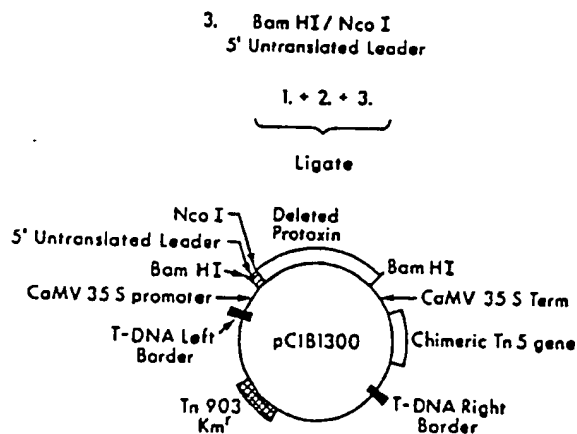 3. Bam HI / Nco I
5' Untranslated Leader
1. + 2. + 3.
Ligate
Nco I
Deleted
Protoxin
5' Untranslated Leader
Bam HI
Bam HI
CaMV 35 S promoter
CaMV 35 S Term
T-DNA Left
Border
pC1B1300
Chimeric Tn 5 gene
Tn 903
Kmʳ
T-DNA Right
Border